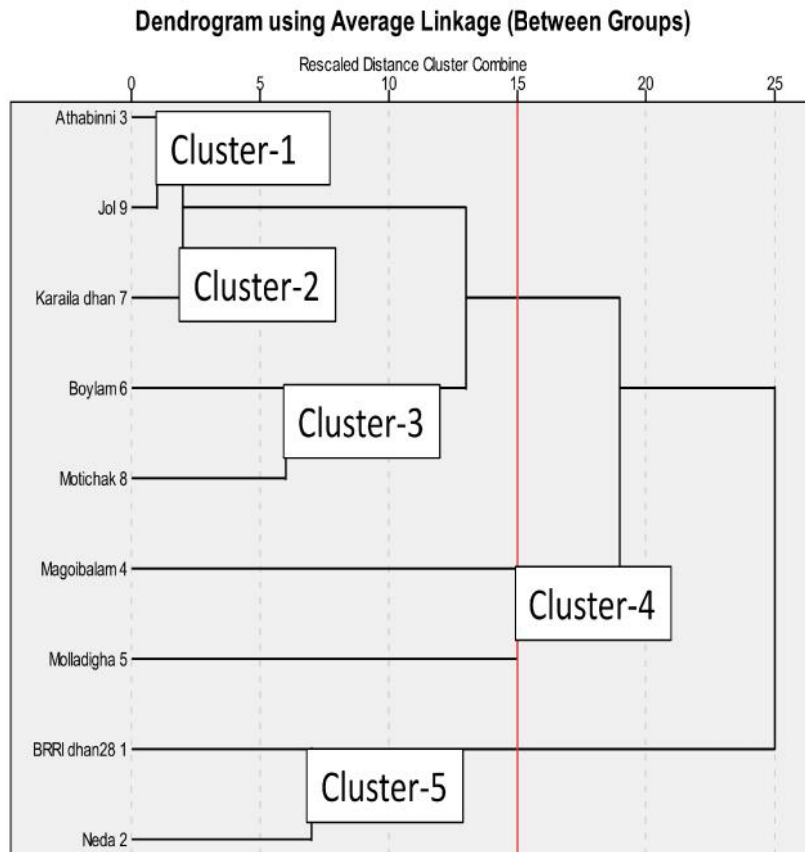 Dendrogram using Average Linkage (Between Groups)
Rescaled Distance Cluster Combine
0 5 10 15 20 25
Athabinni 3
Cluster-1
Jol 9
Cluster-2
Karaila dhan 7
Boylam 6
Cluster-3
Motichak 8
Magoibalam 4
Cluster-4
Molladigha 5
BRRI dhan28 1
Cluster-5
Neda 2